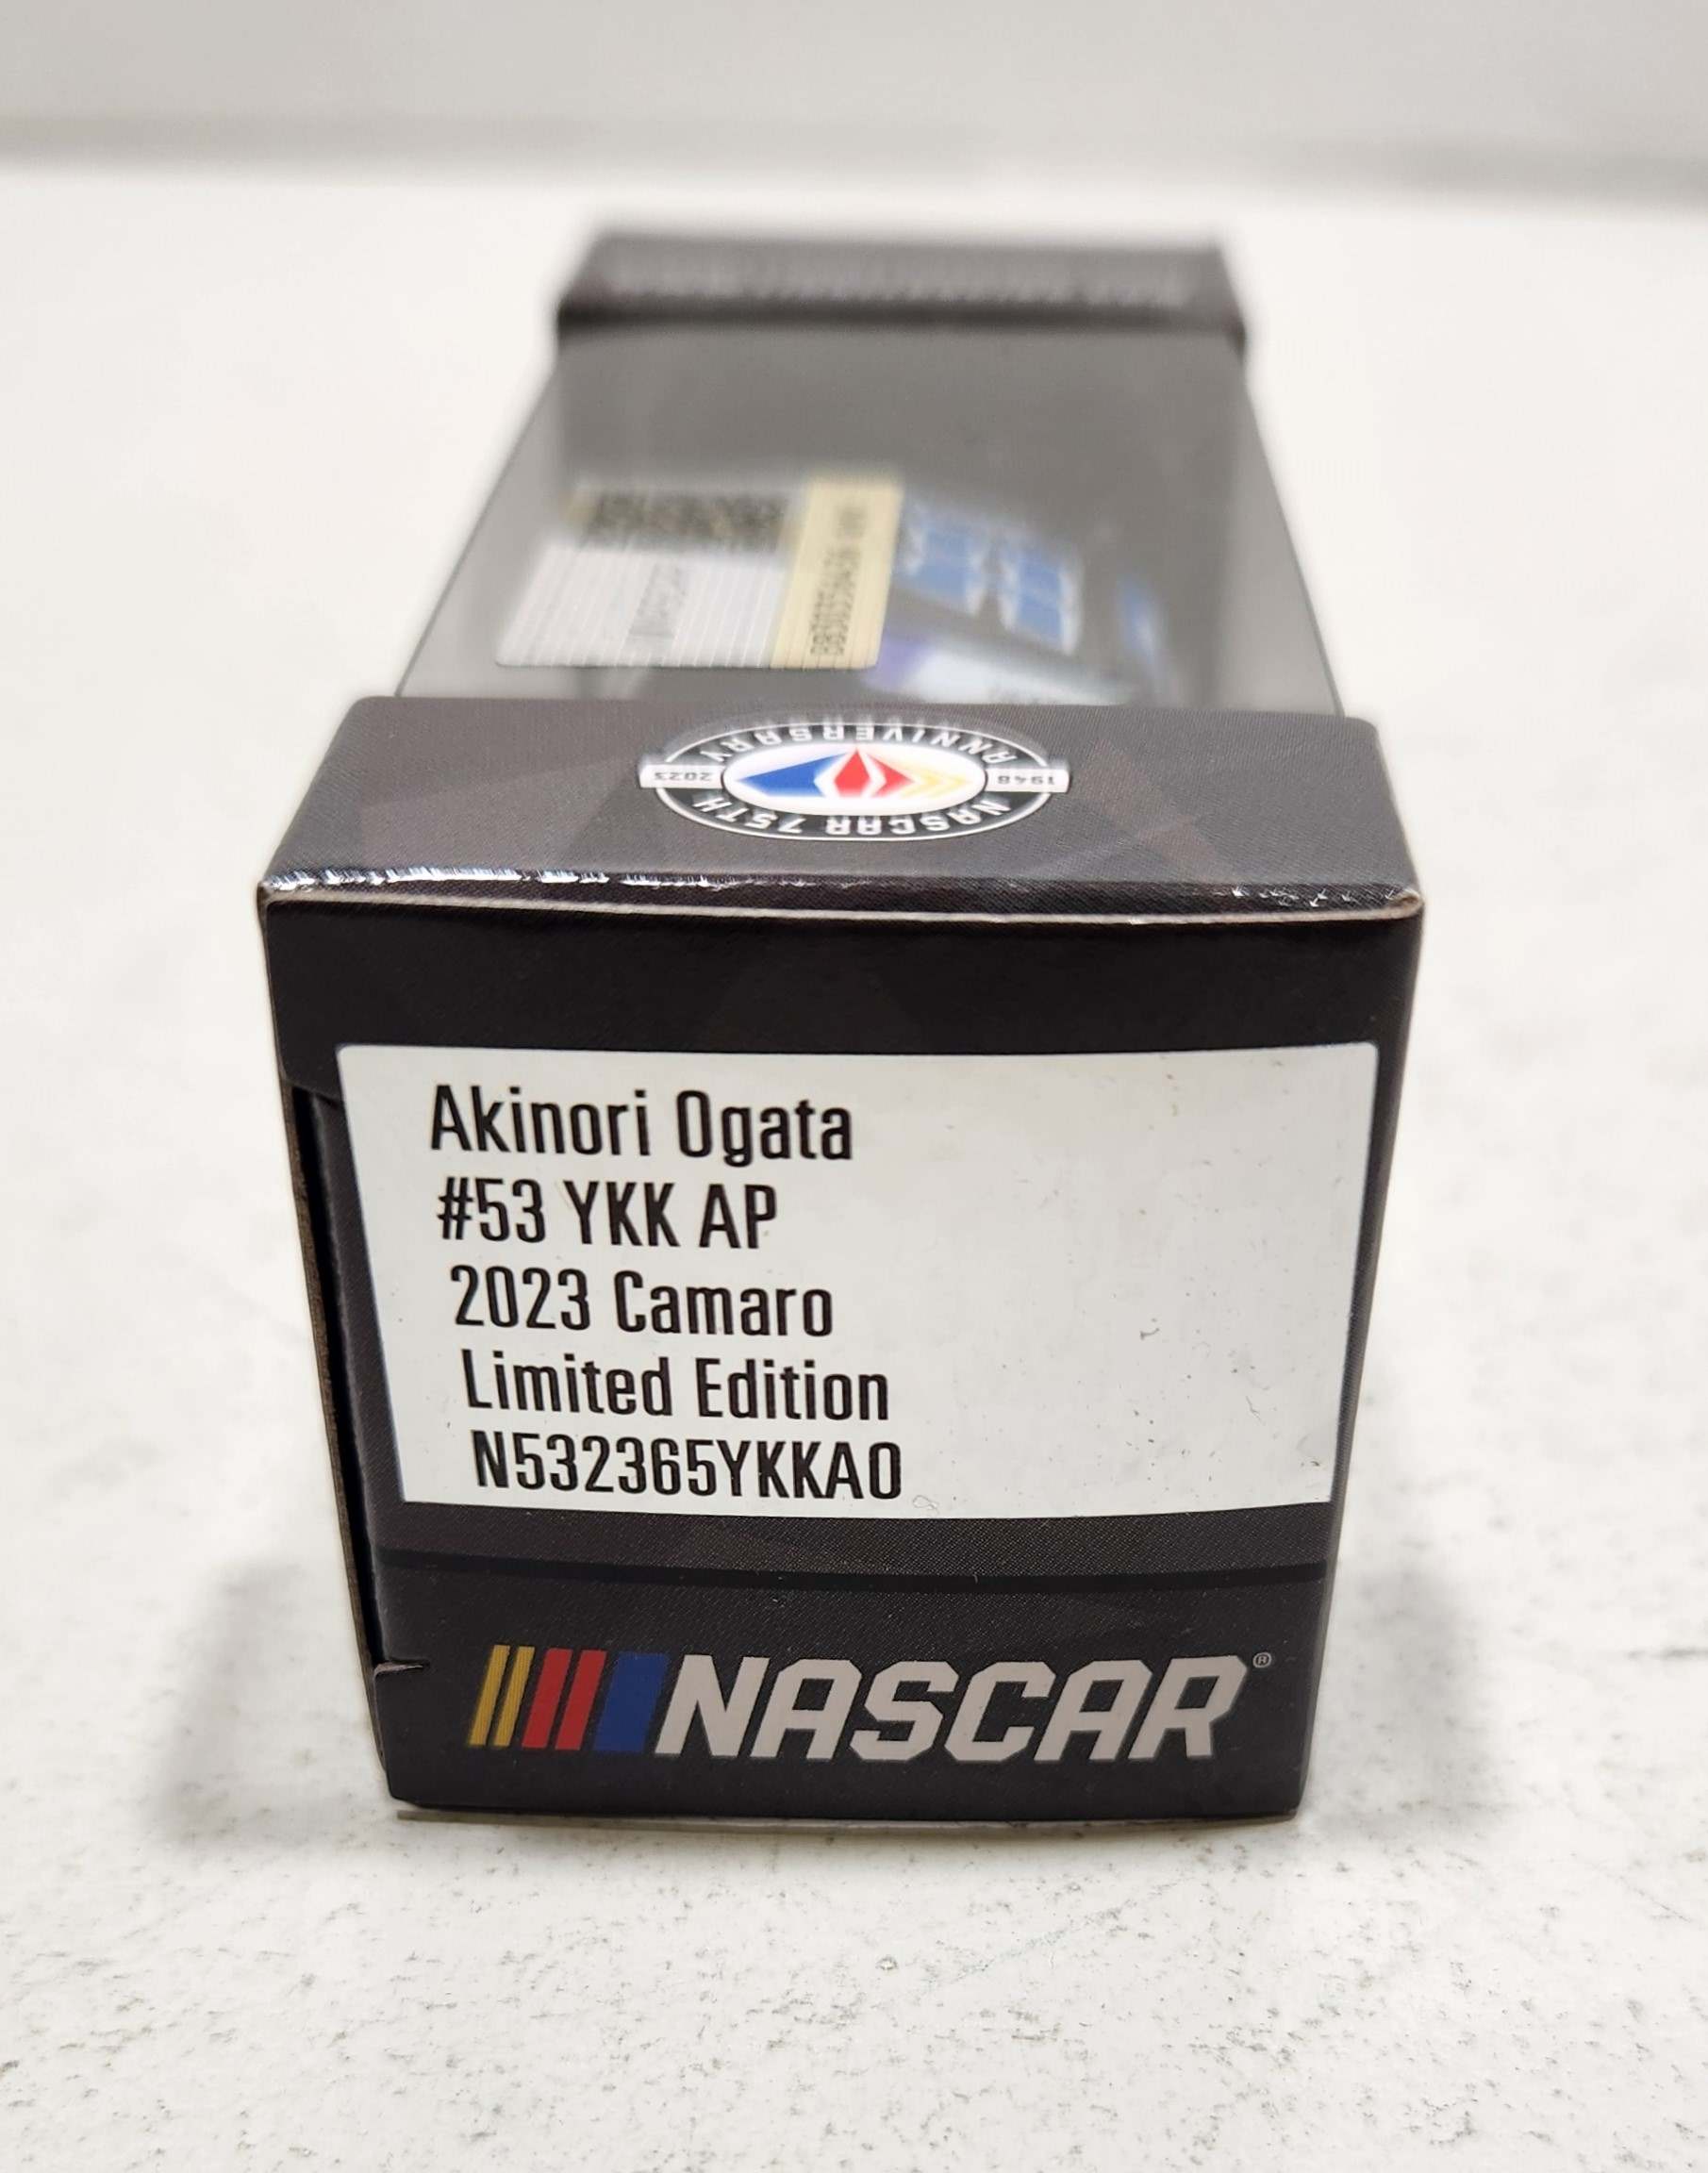 ANNIVERSARY
1948 2023
NASCAR 75TH
Akinori Ogata
#53 YKK AP
2023 Camaro
Limited Edition
N532365YKKAO
NASCAR®